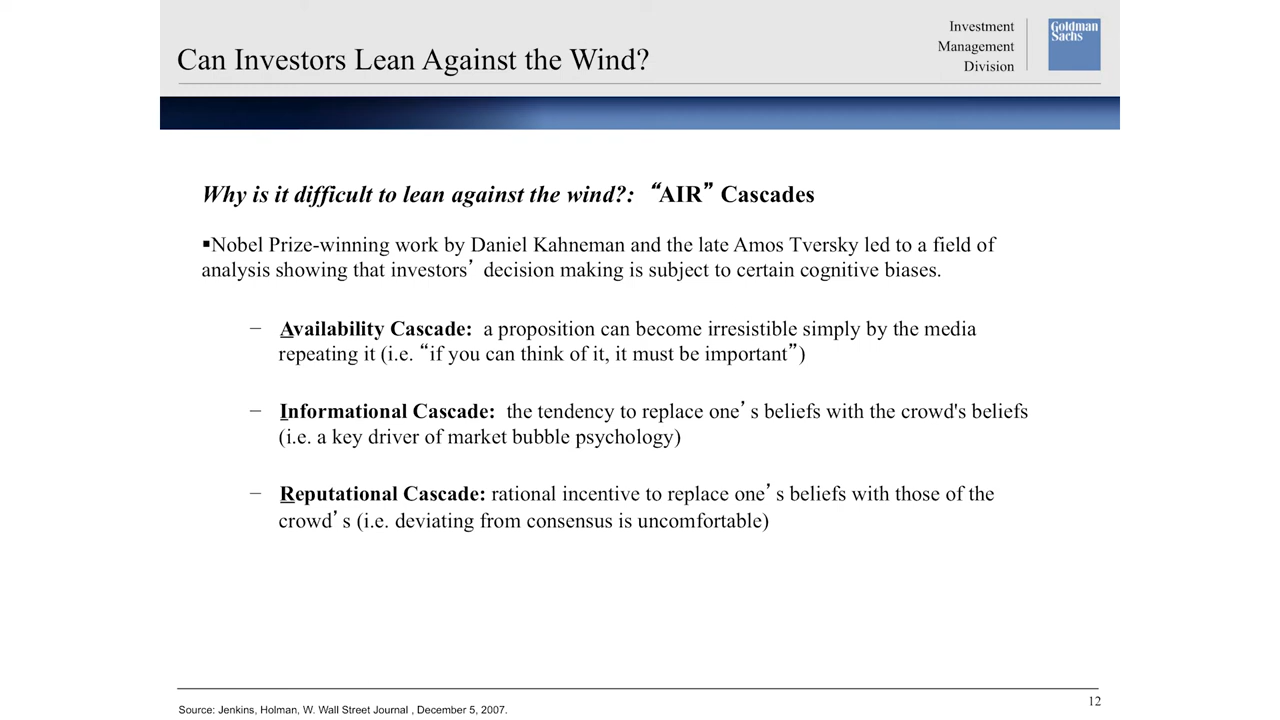 Can Investors Lean Against the Wind?
Investment
Management
Division
Goldman
Sachs
Why is it difficult to lean against the wind?: “AIR” Cascades
▪Nobel Prize-winning work by Daniel Kahneman and the late Amos Tversky led to a field of
analysis showing that investors’ decision making is subject to certain cognitive biases.
− Availability Cascade: a proposition can become irresistible simply by the media
repeating it (i.e. “if you can think of it, it must be important”)
− Informational Cascade: the tendency to replace one’s beliefs with the crowd's beliefs
(i.e. a key driver of market bubble psychology)
− Reputational Cascade: rational incentive to replace one’s beliefs with those of the
crowd’s (i.e. deviating from consensus is uncomfortable)
Source: Jenkins, Holman, W. Wall Street Journal , December 5, 2007.
12